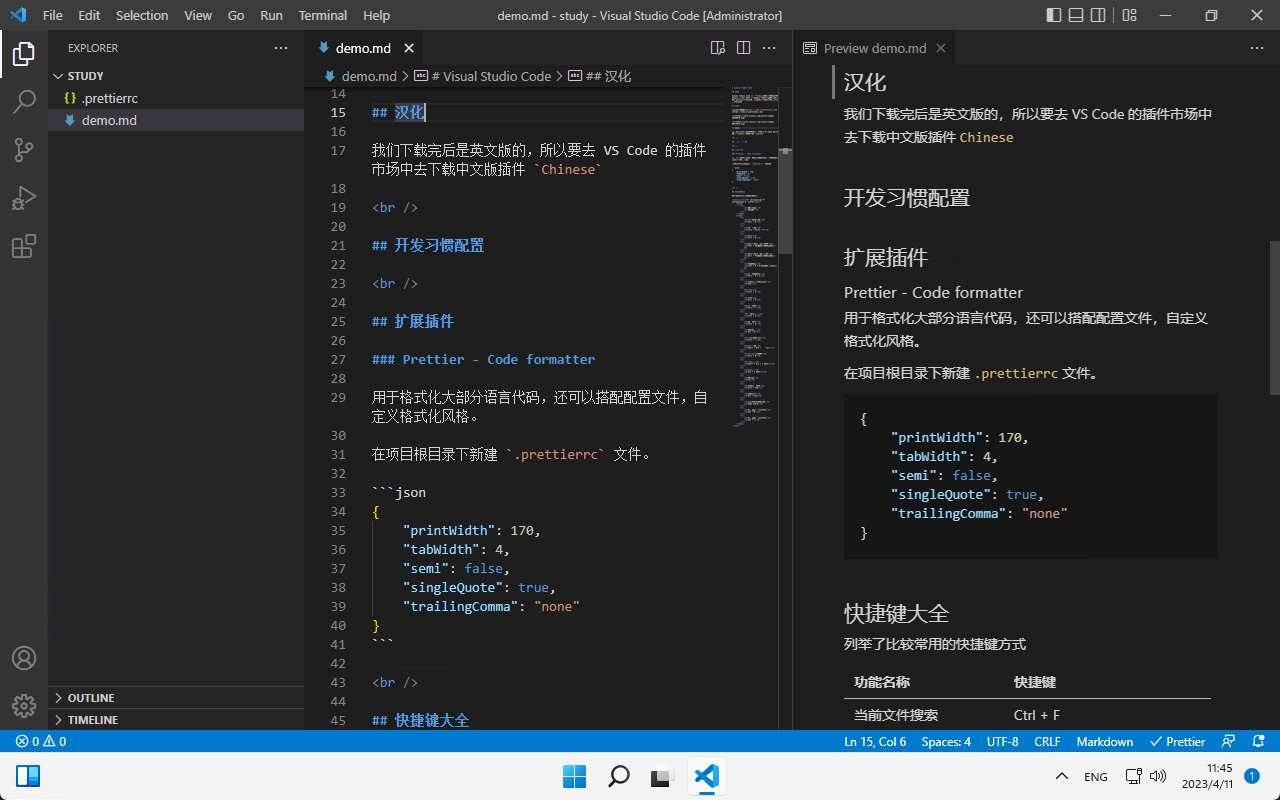 File Edit Selection View Go Run Terminal Help demo.md - study - Visual Studio Code [Administrator]
EXPLORER
STUDY
{} .prettierrc
demo.md
OUTLINE
TIMELINE
demo.md
demo.md > # Visual Studio Code > ## 汉化
14
15 ## 汉化
16
17 我们下载完后是英文版的，所以要去 VS Code 的插件
市场中去下载中文版插件 `Chinese`
18
19 <br />
20
21 ## 开发习惯配置
22
23 <br />
24
25 ## 扩展插件
26
27 ### Prettier - Code formatter
28
29 用于格式化大部分语言代码，还可以搭配配置文件，自
定义格式化风格。
30
31 在项目根目录下新建 `.prettierrc` 文件。
32
33 ```json
34 {
35 "printWidth": 170,
36 "tabWidth": 4,
37 "semi": false,
38 "singleQuote": true,
39 "trailingComma": "none"
40 }
41 ```
42
43 <br />
44
45 ## 快捷键大全
Preview demo.md
汉化
我们下载完后是英文版的，所以要去 VS Code 的插件市场中
去下载中文版插件 Chinese
开发习惯配置
扩展插件
Prettier - Code formatter
用于格式化大部分语言代码，还可以搭配配置文件，自定义
格式化风格。
在项目根目录下新建 .prettierrc 文件。
{
"printWidth": 170,
"tabWidth": 4,
"semi": false,
"singleQuote": true,
"trailingComma": "none"
}
快捷键大全
列举了比较常用的快捷键方式
功能名称 快捷键
当前文件搜索 Ctrl + F
0 0 Ln 15, Col 6 Spaces: 4 UTF-8 CRLF Markdown Prettier
ENG 11:45
2023/4/11 1